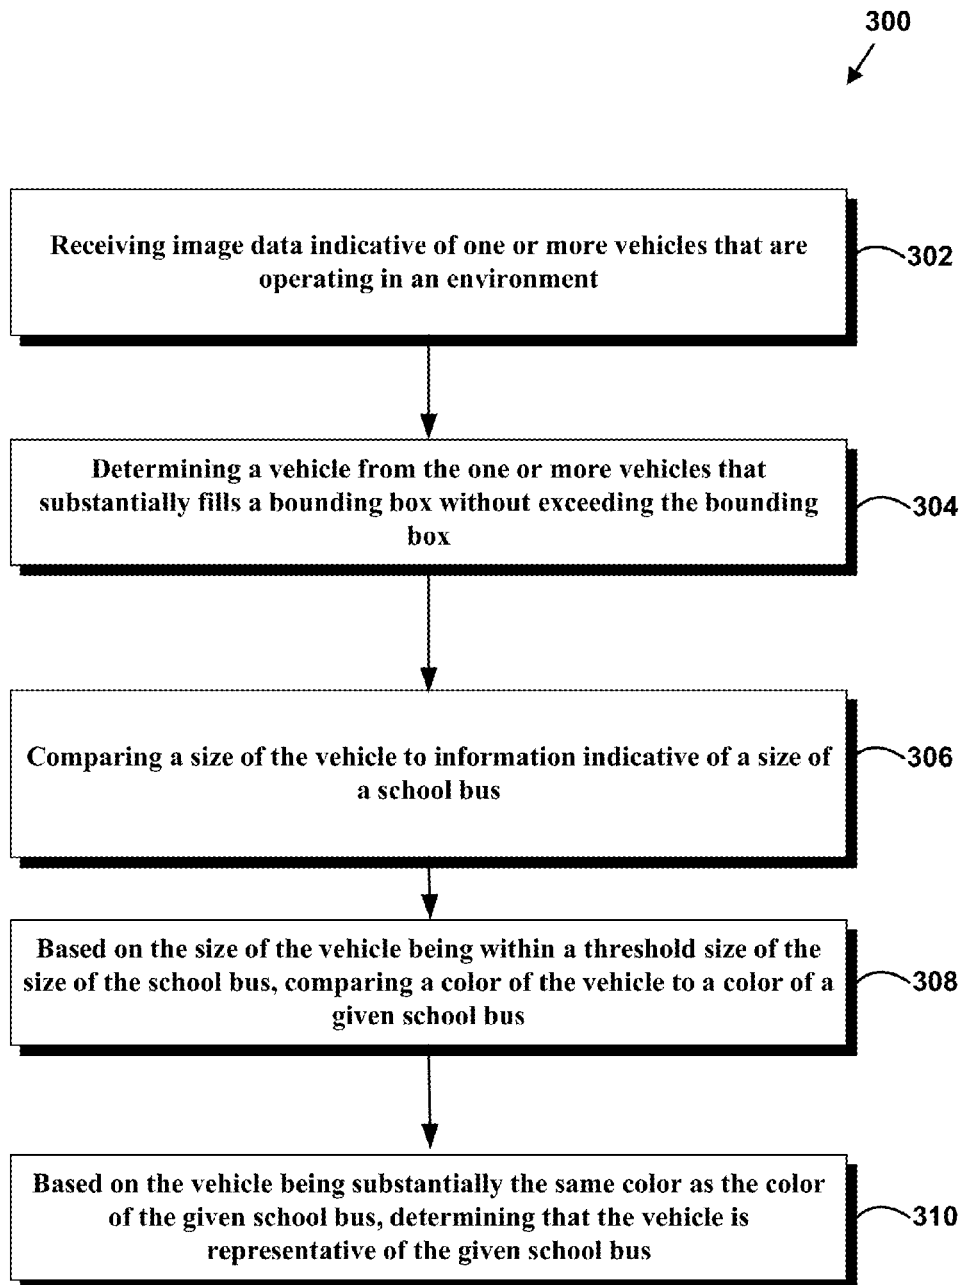 300
Receiving image data indicative of one or more vehicles that are
operating in an environment
302
Determining a vehicle from the one or more vehicles that
substantially fills a bounding box without exceeding the bounding
box
304
Comparing a size of the vehicle to information indicative of a size of
a school bus
306
Based on the size of the vehicle being within a threshold size of the
size of the school bus, comparing a color of the vehicle to a color of a
given school bus
308
Based on the vehicle being substantially the same color as the color
of the given school bus, determining that the vehicle is
representative of the given school bus
310